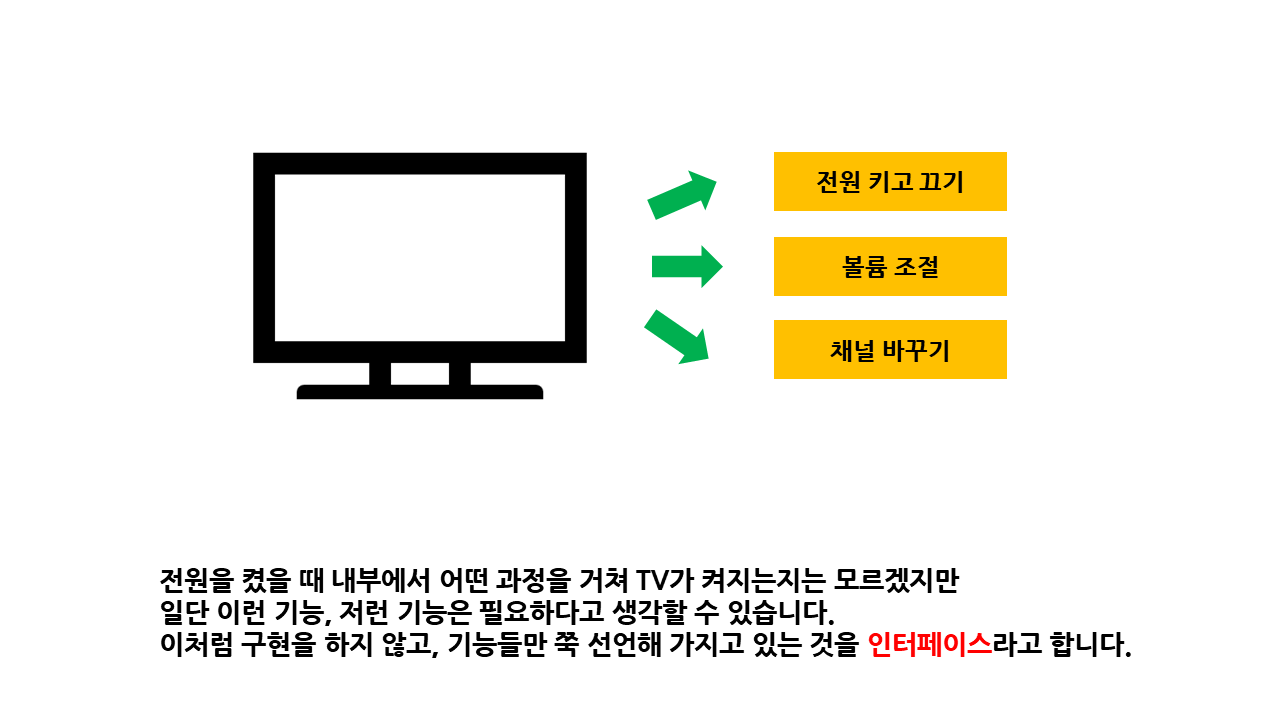 전원 키고 끄기
볼륨 조절
채널 바꾸기
전원을 켰을 때 내부에서 어떤 과정을 거쳐 TV가 켜지는지는 모르겠지만
일단 이런 기능, 저런 기능은 필요하다고 생각할 수 있습니다.
이처럼 구현을 하지 않고, 기능들만 쭉 선언해 가지고 있는 것을 인터페이스라고 합니다.